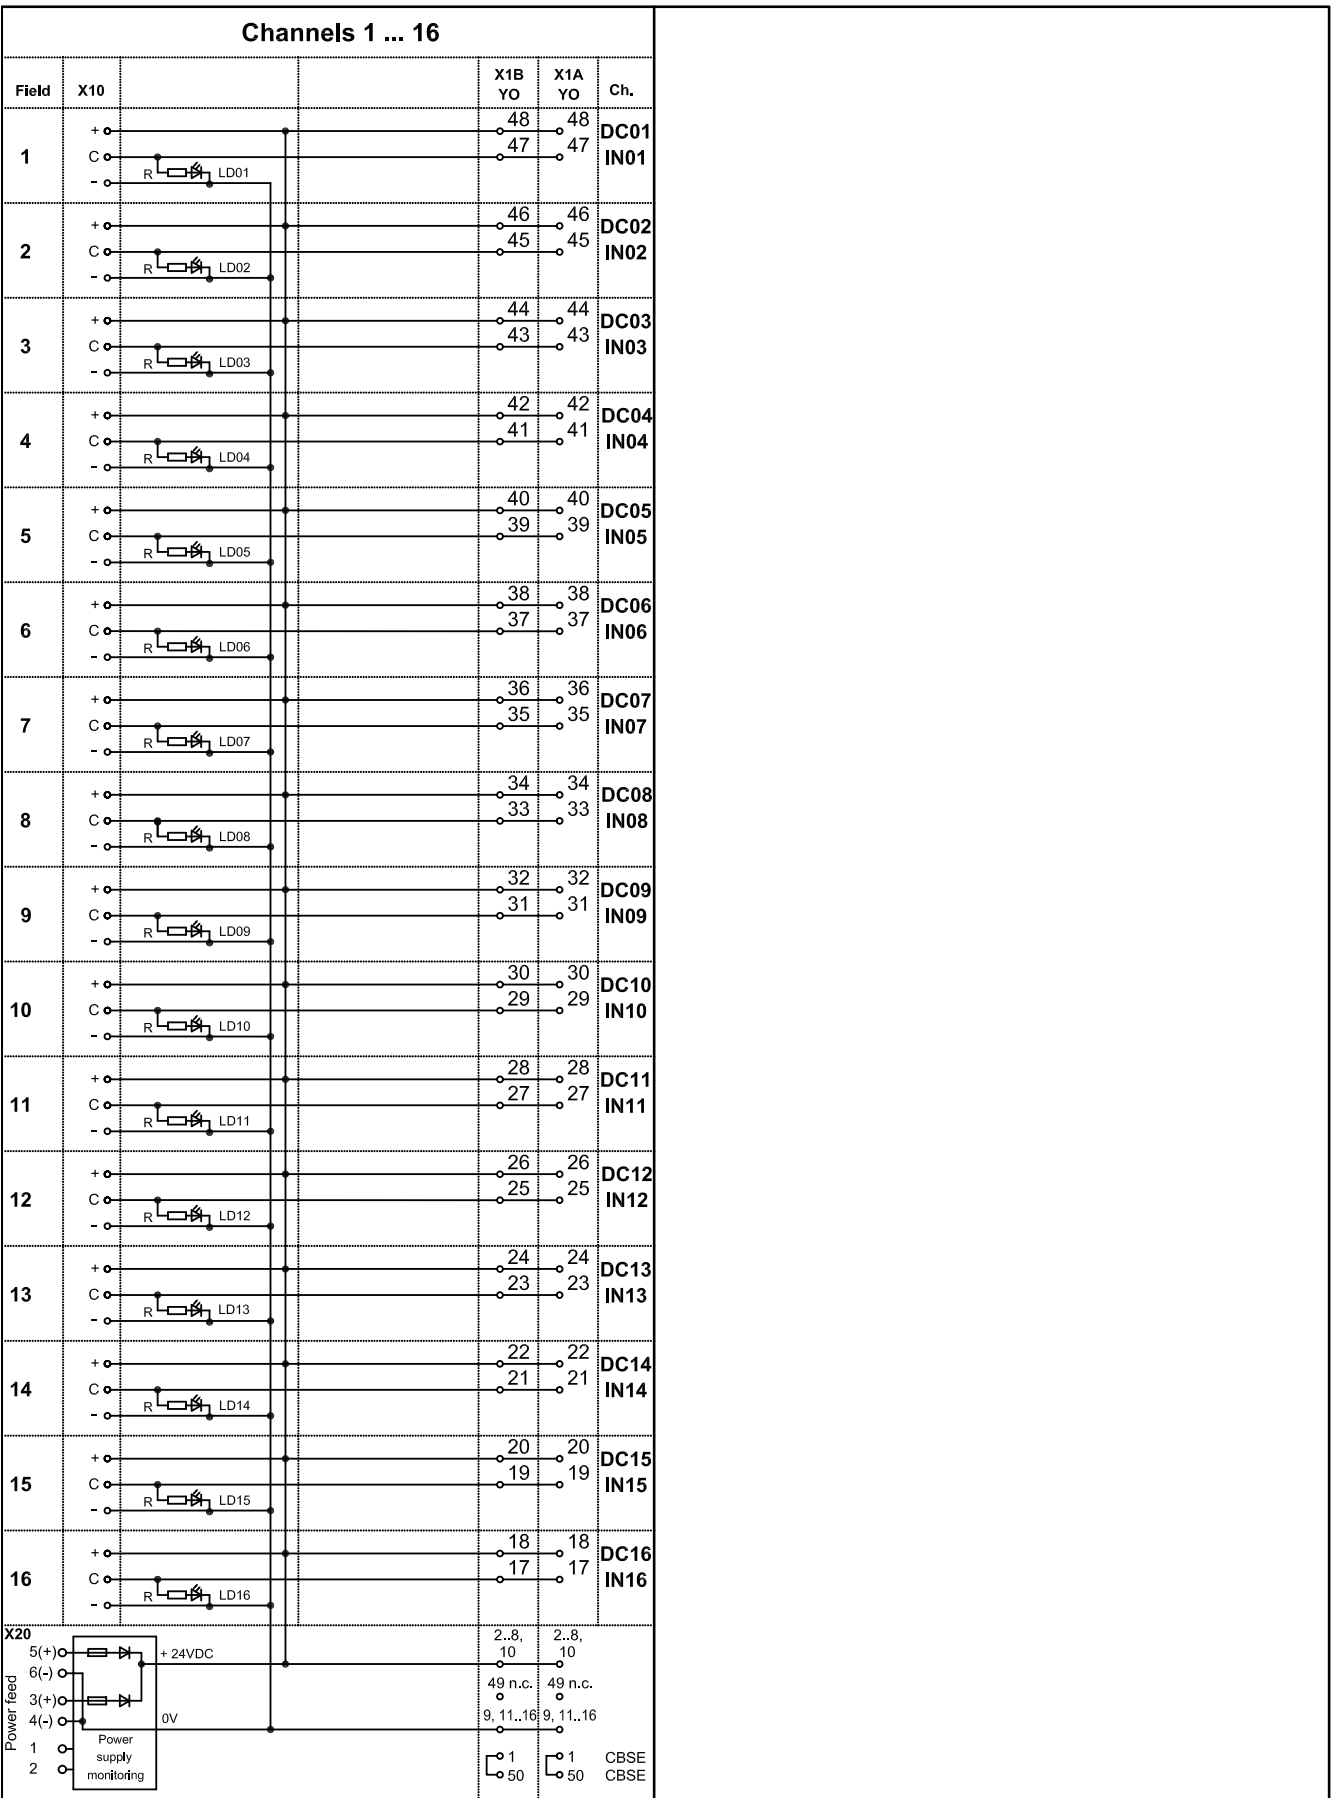 Channels 1 ... 16
Field X10 X1B YO X1A YO Ch.
+ 48 48 DC01
1 C 47 47 IN01
- R LD01
+ 46 46 DC02
2 C 45 45 IN02
- R LD02
+ 44 44 DC03
3 C 43 43 IN03
- R LD03
+ 42 42 DC04
4 C 41 41 IN04
- R LD04
+ 40 40 DC05
5 C 39 39 IN05
- R LD05
+ 38 38 DC06
6 C 37 37 IN06
- R LD06
+ 36 36 DC07
7 C 35 35 IN07
- R LD07
+ 34 34 DC08
8 C 33 33 IN08
- R LD08
+ 32 32 DC09
9 C 31 31 IN09
- R LD09
+ 30 30 DC10
10 C 29 29 IN10
- R LD10
+ 28 28 DC11
11 C 27 27 IN11
- R LD11
+ 26 26 DC12
12 C 25 25 IN12
- R LD12
+ 24 24 DC13
13 C 23 23 IN13
- R LD13
+ 22 22 DC14
14 C 21 21 IN14
- R LD14
+ 20 20 DC15
15 C 19 19 IN15
- R LD15
+ 18 18 DC16
16 C 17 17 IN16
- R LD16
X20 2..8, 2..8,
5(+) + 24VDC 10 10
6(-) 49 n.c. 49 n.c.
3(+)
4(-) 0V 9, 11..16 9, 11..16
Power feed
1 1 1 CBSE
2 50 50 CBSE
Power
supply
monitoring